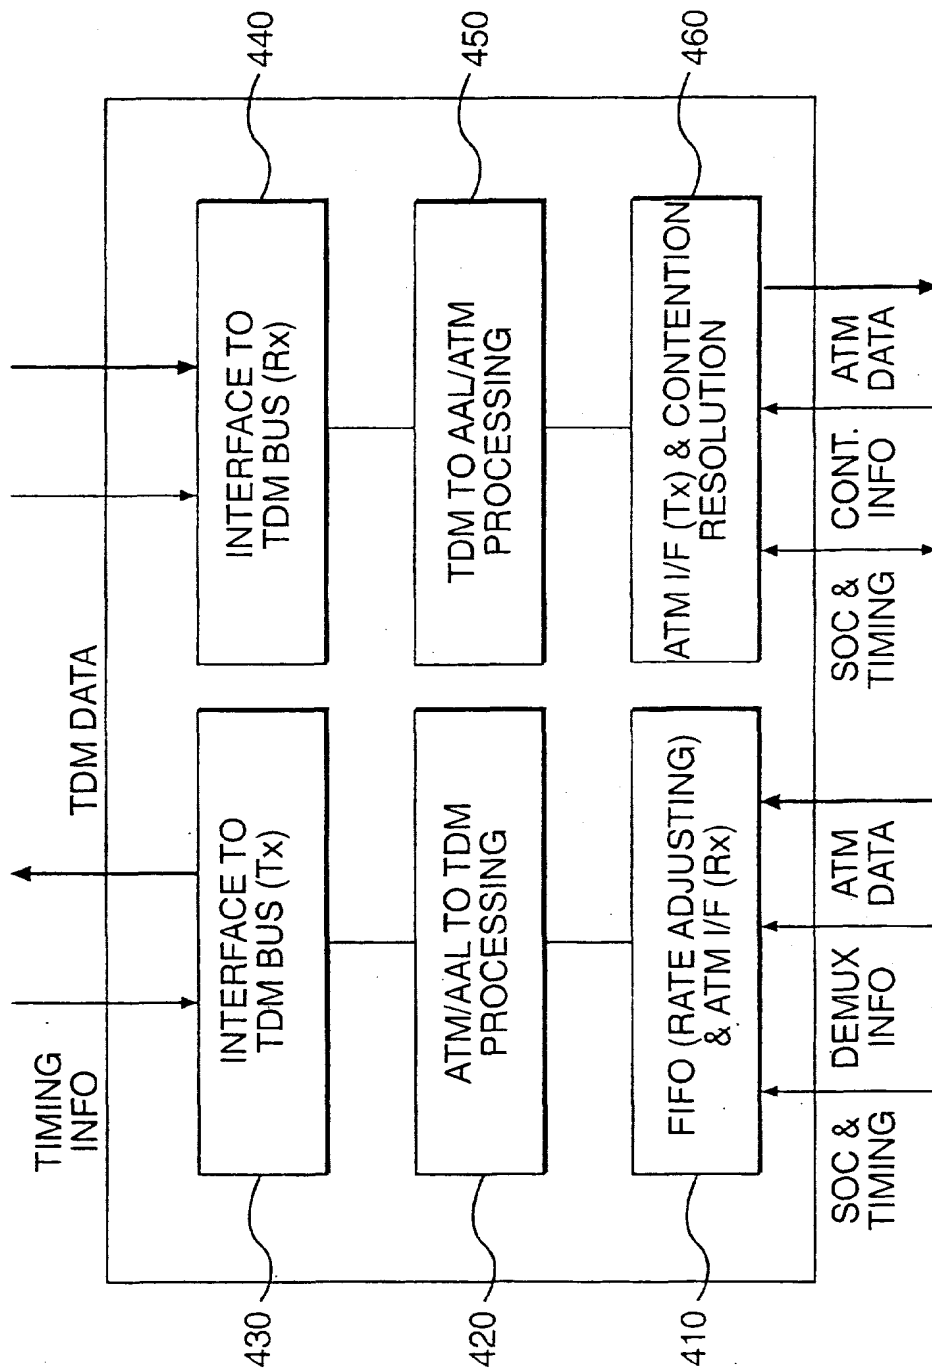 TIMING
INFO
TDM DATA
430
INTERFACE TO
TDM BUS (Tx)
INTERFACE TO
TDM BUS (Rx)
440
420
ATM/AAL TO TDM
PROCESSING
TDM TO AAL/ATM
PROCESSING
450
410
FIFO (RATE ADJUSTING)
& ATM I/F (Rx)
ATM I/F (Tx) & CONTENTION
RESOLUTION
460
SOC &
TIMING
DEMUX
INFO
ATM
DATA
SOC &
TIMING
CONT.
INFO
ATM
DATA